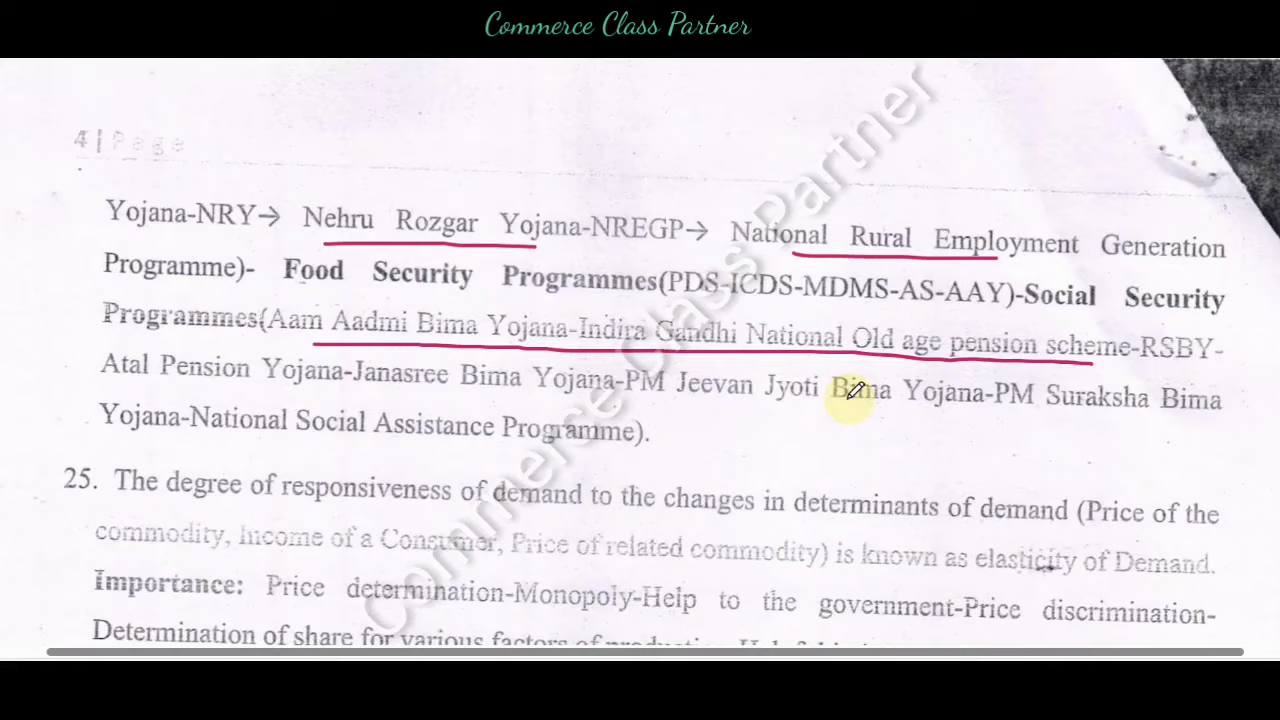 Commerce Class Partner
4 | Page
Yojana-NRY→ Nehru Rozgar Yojana-NREGP→ National Rural Employment Generation
Programme)- Food Security Programmes(PDS-ICDS-MDMS-AS-AAY)-Social Security
Programmes(Aam Aadmi Bima Yojana-Indira Gandhi National Old age pension scheme-RSBY-
Atal Pension Yojana-Janasree Bima Yojana-PM Jeevan Jyoti Bima Yojana-PM Suraksha Bima
Yojana-National Social Assistance Programme).
25. The degree of responsiveness of demand to the changes in determinants of demand (Price of the
commodity, Income of a Consumer, Price of related commodity) is known as elasticity of Demand.
Importance: Price determination-Monopoly-Help to the government-Price discrimination-
Determination of share for various factors of production
Commerce Class Partner